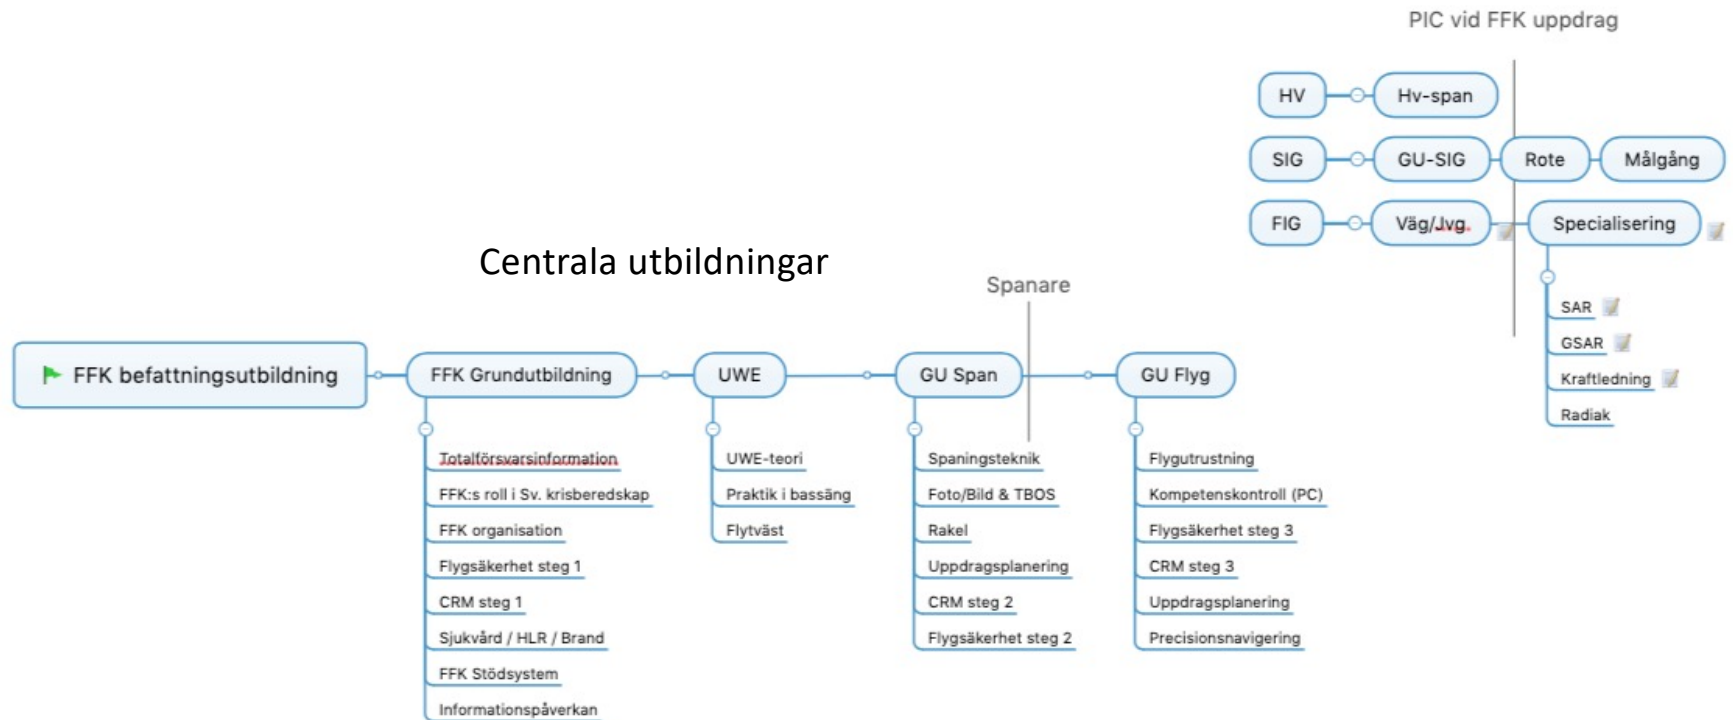 PIC vid FFK uppdrag
HV
Hv-span
SIG
GU-SIG
Rote
Målgång
FIG
Väg/Jvg.
Specialisering
SAR
GSAR
Kraftledning
Radiak
Centrala utbildningar
Spanare
FFK befattningsutbildning
FFK Grundutbildning
UWE
GU Span
GU Flyg
Totalförsvarsinformation
FFK:s roll i Sv. krisberedskap
FFK organisation
Flygsäkerhet steg 1
CRM steg 1
Sjukvård / HLR / Brand
FFK Stödsystem
Informationspåverkan
UWE-teori
Praktik i bassäng
Flytväst
Spaningsteknik
Foto/Bild & TBOS
Rakel
Uppdragsplanering
CRM steg 2
Flygsäkerhet steg 2
Flygutrustning
Kompetenskontroll (PC)
Flygsäkerhet steg 3
CRM steg 3
Uppdragsplanering
Precisionsnavigering